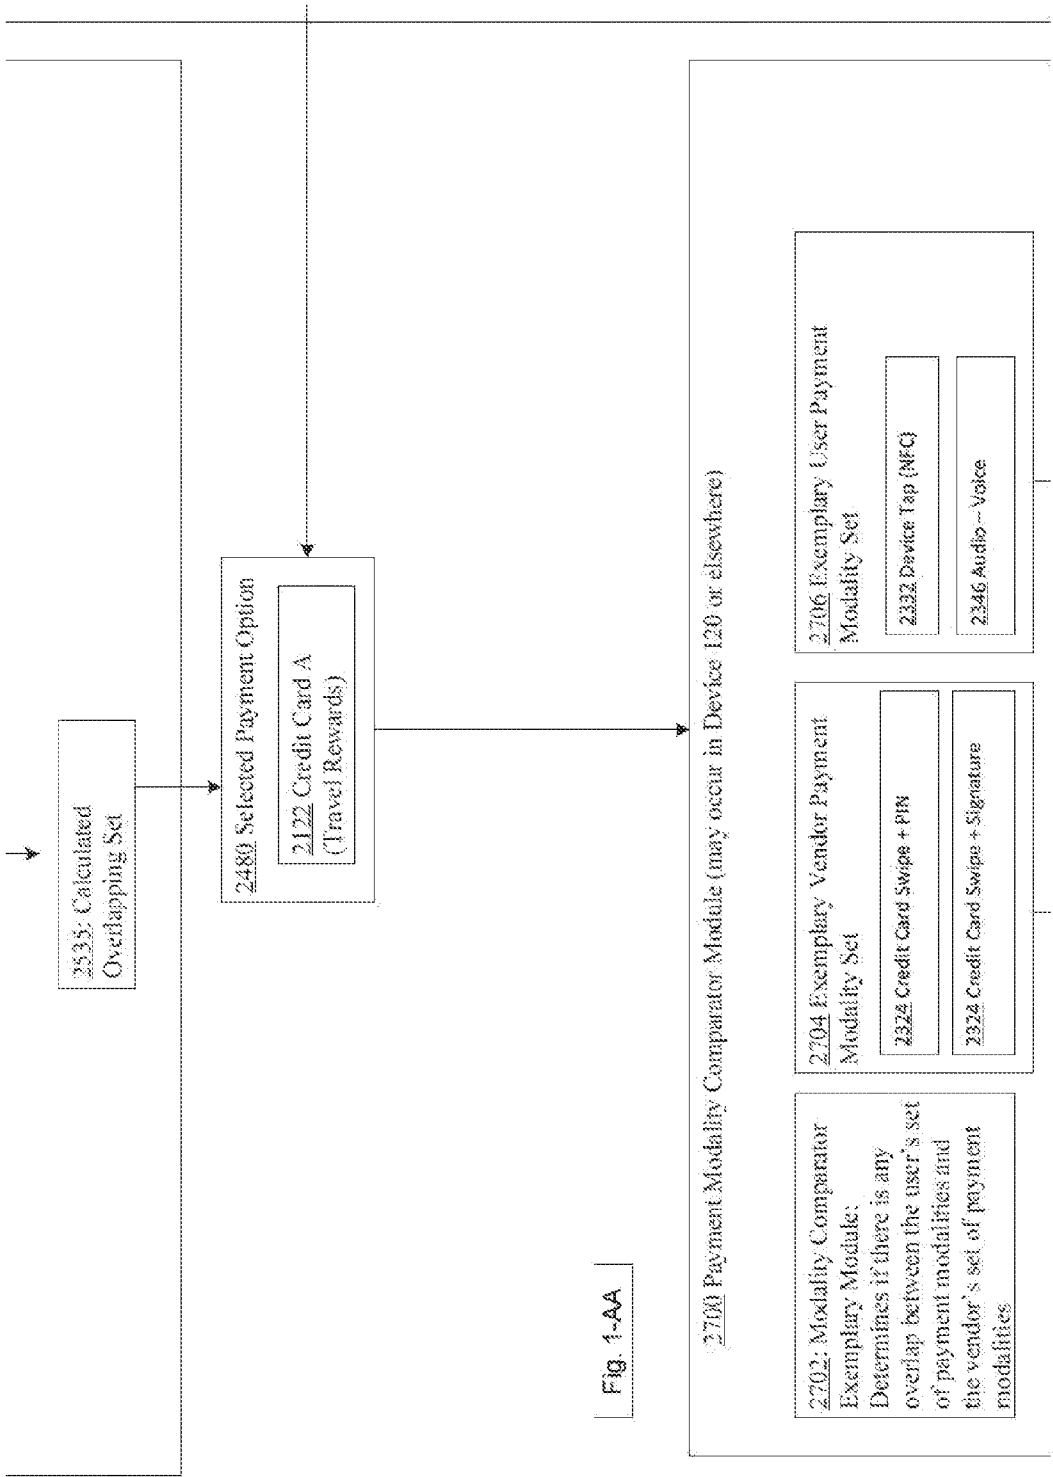 2535: Calculated
Overlapping Set
2480 Selected Payment Option
2122 Credit Card A
(Travel Rewards)
Fig. 1-AA
2700 Payment Modality Comparator Module (may occur in Device 120 or elsewhere)
2702: Modality Comparator
Exemplary Module:
Determines if there is any
overlap between the user's set
of payment modalities and
the vendor's set of payment
modalities
2704 Exemplary Vendor Payment
Modality Set
2324 Credit Card Swipe + PIN
2324 Credit Card Swipe + Signature
2706 Exemplary User Payment
Modality Set
2332 Device Tap (NFC)
2346 Audio – Voice